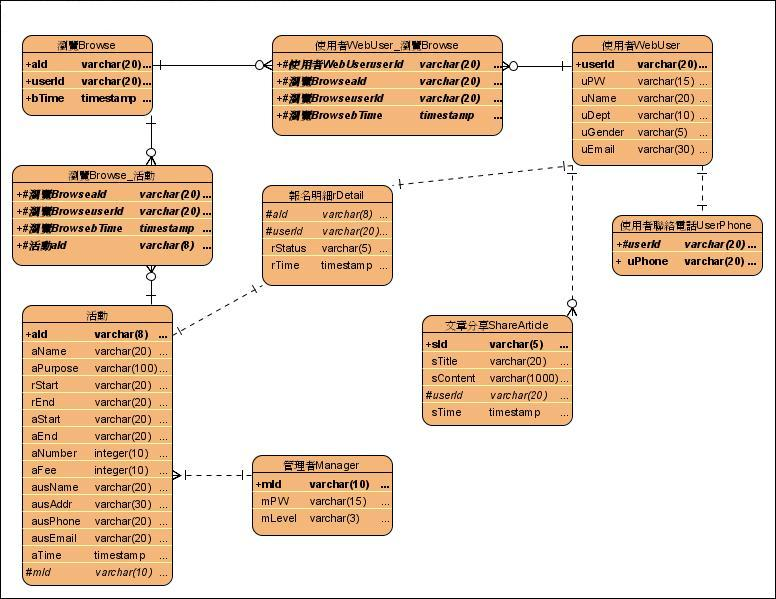 瀏覽Browse
+aId varchar(20)...
+userId varchar(20)...
+bTime timestamp ...
使用者WebUser_瀏覽Browse
+#使用者WebUseruserId varchar(20) ...
+#瀏覽BrowseaId varchar(20) ...
+#瀏覽BrowseuserId varchar(20) ...
+#瀏覽BrowsebTime timestamp ...
使用者WebUser
+userId varchar(20)...
uPW varchar(15) ...
uName varchar(20) ...
uDept varchar(10) ...
uGender varchar(5) ...
uEmail varchar(30) ...
瀏覽Browse_活動
+#瀏覽BrowseaId varchar(20)...
+#瀏覽BrowseuserId varchar(20)...
+#瀏覽BrowsebTime timestamp ...
+#活動aId varchar(8) ...
報名明細rDetail
#aId varchar(8) ...
#userId varchar(20)...
rStatus varchar(5) ...
rTime timestamp ...
使用者聯絡電話UserPhone
+#userId varchar(20) ...
+ uPhone varchar(20) ...
活動
+aId varchar(8) ...
aName varchar(20) ...
aPurpose varchar(100)...
rStart varchar(20) ...
rEnd varchar(20) ...
aStart varchar(20) ...
aEnd varchar(20) ...
aNumber integer(10) ...
aFee integer(10) ...
ausName varchar(20) ...
ausAddr varchar(30) ...
ausPhone varchar(20) ...
ausEmail varchar(20) ...
aTime timestamp ...
#mId varchar(10) ...
文章分享ShareArticle
+sId varchar(5) ...
sTitle varchar(20) ...
sContent varchar(1000)...
#userId varchar(20) ...
sTime timestamp ...
管理者Manager
+mId varchar(10) ...
mPW varchar(15) ...
mLevel varchar(3) ...